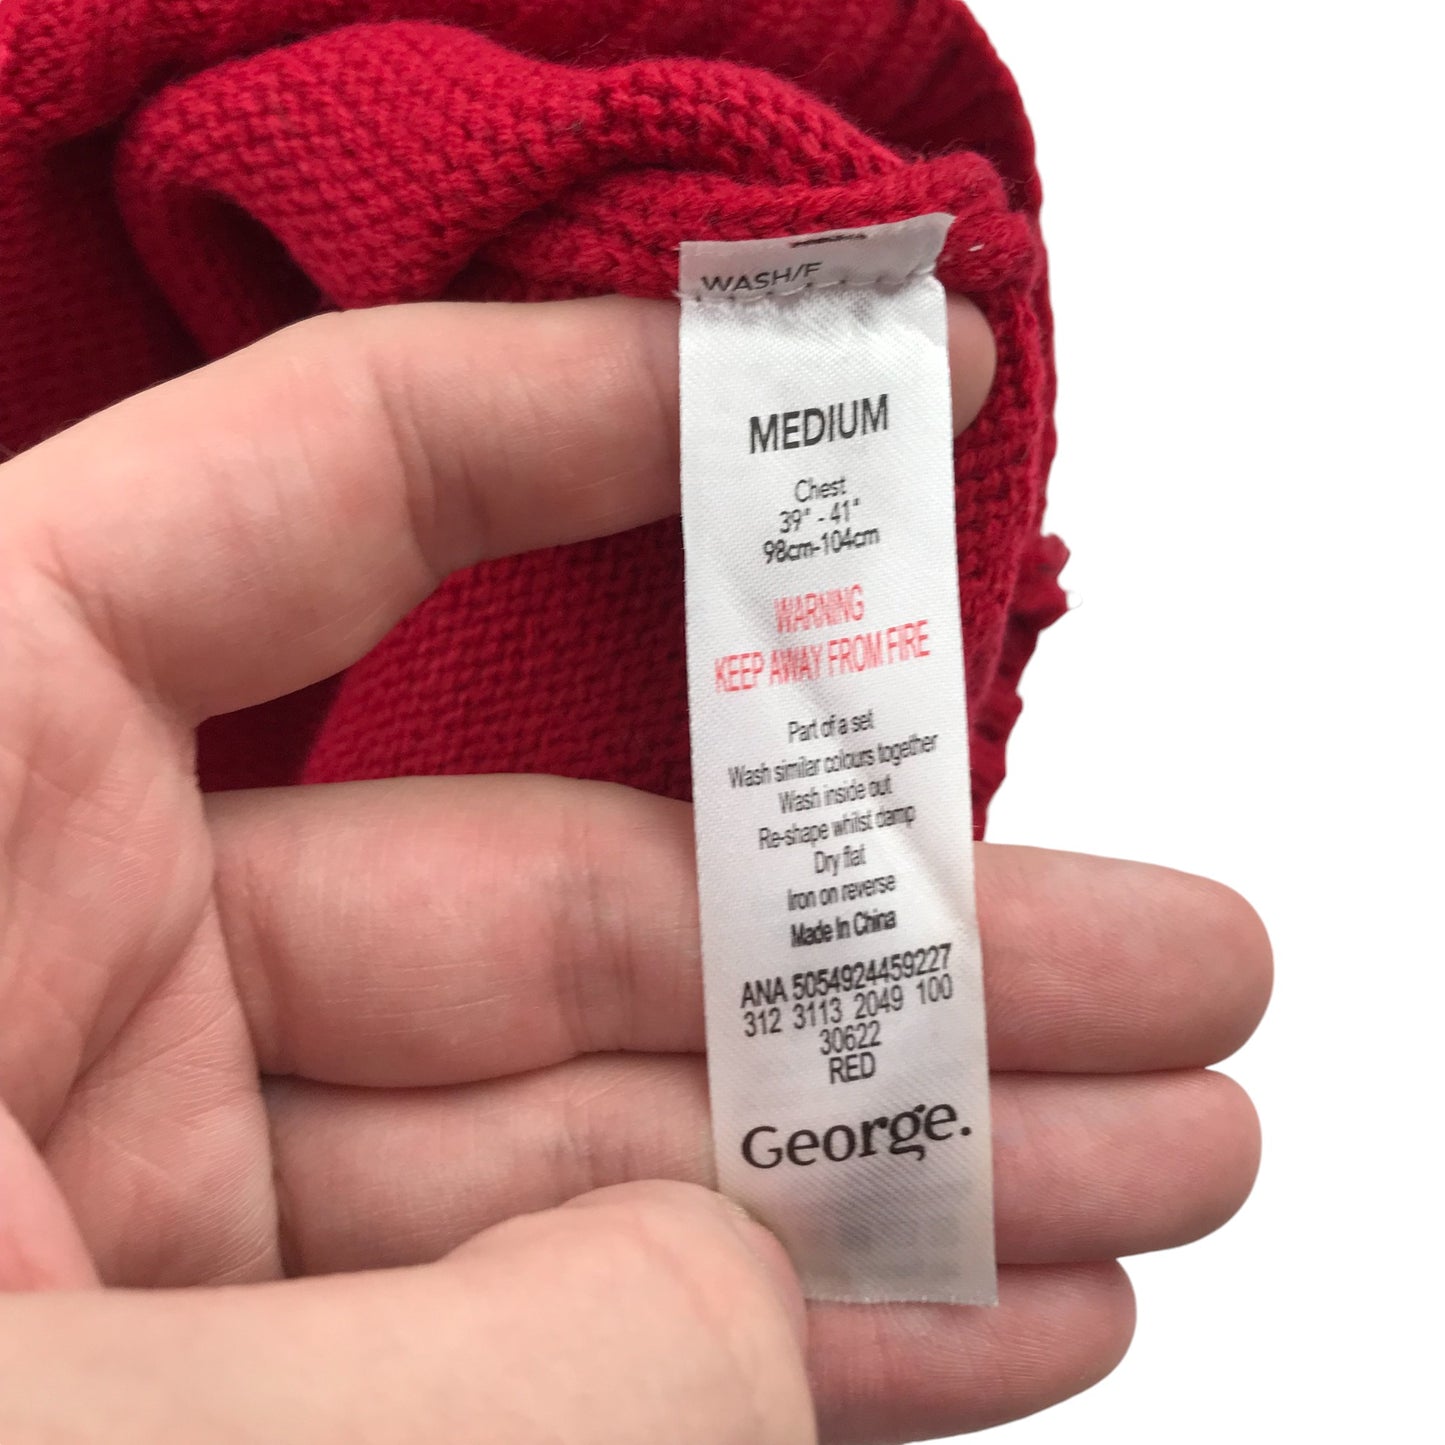 WASH/F
MEDIUM
Chest
39" - 41"
98cm-104cm
WARNING
KEEP AWAY FROM FIRE
Part of a set
Wash similar colours together
Wash inside out
Re-shape whilst damp
Dry flat
Iron on reverse
Made In China
ANA 5054924459227
312 3113 2049 100
30622
RED
George.